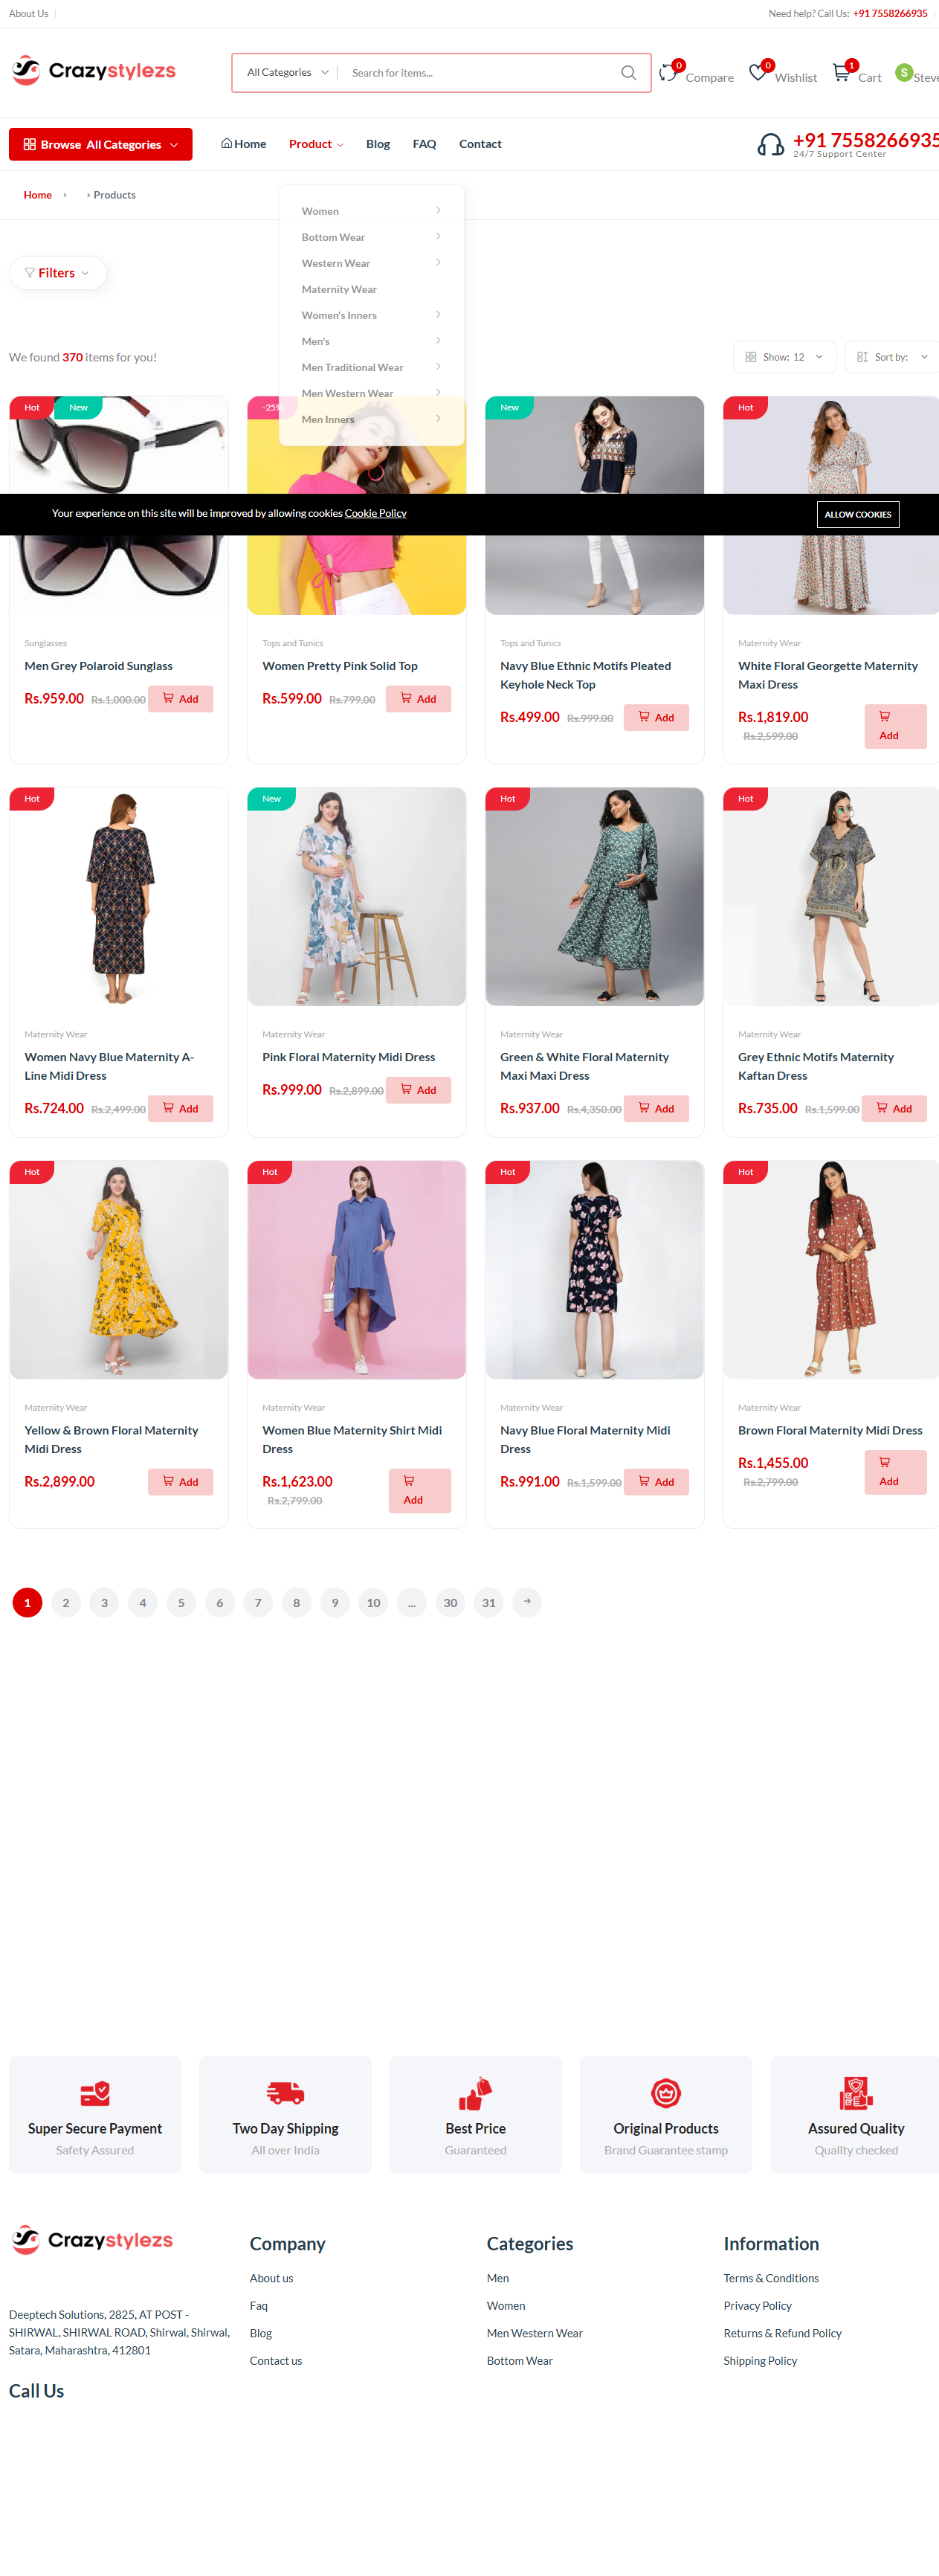 About Us
Need help? Call Us: +91 7558266935
Crazystylezs
All Categories
Search for items...
0 Compare
0 Wishlist
1 Cart
S Steve
Browse All Categories
Home
Product
Blog
FAQ
Contact
+91 7558266935
24/7 Support Center
Home
Products
Women
Bottom Wear
Western Wear
Maternity Wear
Women's Inners
Men's
Men Traditional Wear
Men Western Wear
Men Inners
Filters
We found 370 items for you!
Show: 12
Sort by:
Hot
New
-25%
New
Hot
Your experience on this site will be improved by allowing cookies Cookie Policy
ALLOW COOKIES
Sunglasses
Men Grey Polaroid Sunglass
Rs.959.00 Rs.1,000.00
Add
Tops and Tunics
Women Pretty Pink Solid Top
Rs.599.00 Rs.799.00
Add
Tops and Tunics
Navy Blue Ethnic Motifs Pleated
Keyhole Neck Top
Rs.499.00 Rs.999.00
Add
Maternity Wear
White Floral Georgette Maternity
Maxi Dress
Rs.1,819.00
Rs.2,599.00
Add
Hot
Maternity Wear
Women Navy Blue Maternity A-
Line Midi Dress
Rs.724.00 Rs.2,499.00
Add
New
Maternity Wear
Pink Floral Maternity Midi Dress
Rs.999.00 Rs.2,899.00
Add
Hot
Maternity Wear
Green & White Floral Maternity
Maxi Maxi Dress
Rs.937.00 Rs.4,350.00
Add
Hot
Maternity Wear
Grey Ethnic Motifs Maternity
Kaftan Dress
Rs.735.00 Rs.1,599.00
Add
Hot
Maternity Wear
Yellow & Brown Floral Maternity
Midi Dress
Rs.2,899.00
Add
Hot
Maternity Wear
Women Blue Maternity Shirt Midi
Dress
Rs.1,623.00
Rs.2,799.00
Add
Hot
Maternity Wear
Navy Blue Floral Maternity Midi
Dress
Rs.991.00 Rs.1,599.00
Add
Hot
Maternity Wear
Brown Floral Maternity Midi Dress
Rs.1,455.00
Rs.2,799.00
Add
1 2 3 4 5 6 7 8 9 10 ... 30 31
Super Secure Payment
Safety Assured
Two Day Shipping
All over India
Best Price
Guaranteed
Original Products
Brand Guarantee stamp
Assured Quality
Quality checked
Crazystylezs
Deeptech Solutions, 2825, AT POST -
SHIRWAL, SHIRWAL ROAD, Shirwal, Shirwal,
Satara, Maharashtra, 412801
Call Us
Company
About us
Faq
Blog
Contact us
Categories
Men
Women
Men Western Wear
Bottom Wear
Information
Terms & Conditions
Privacy Policy
Returns & Refund Policy
Shipping Policy